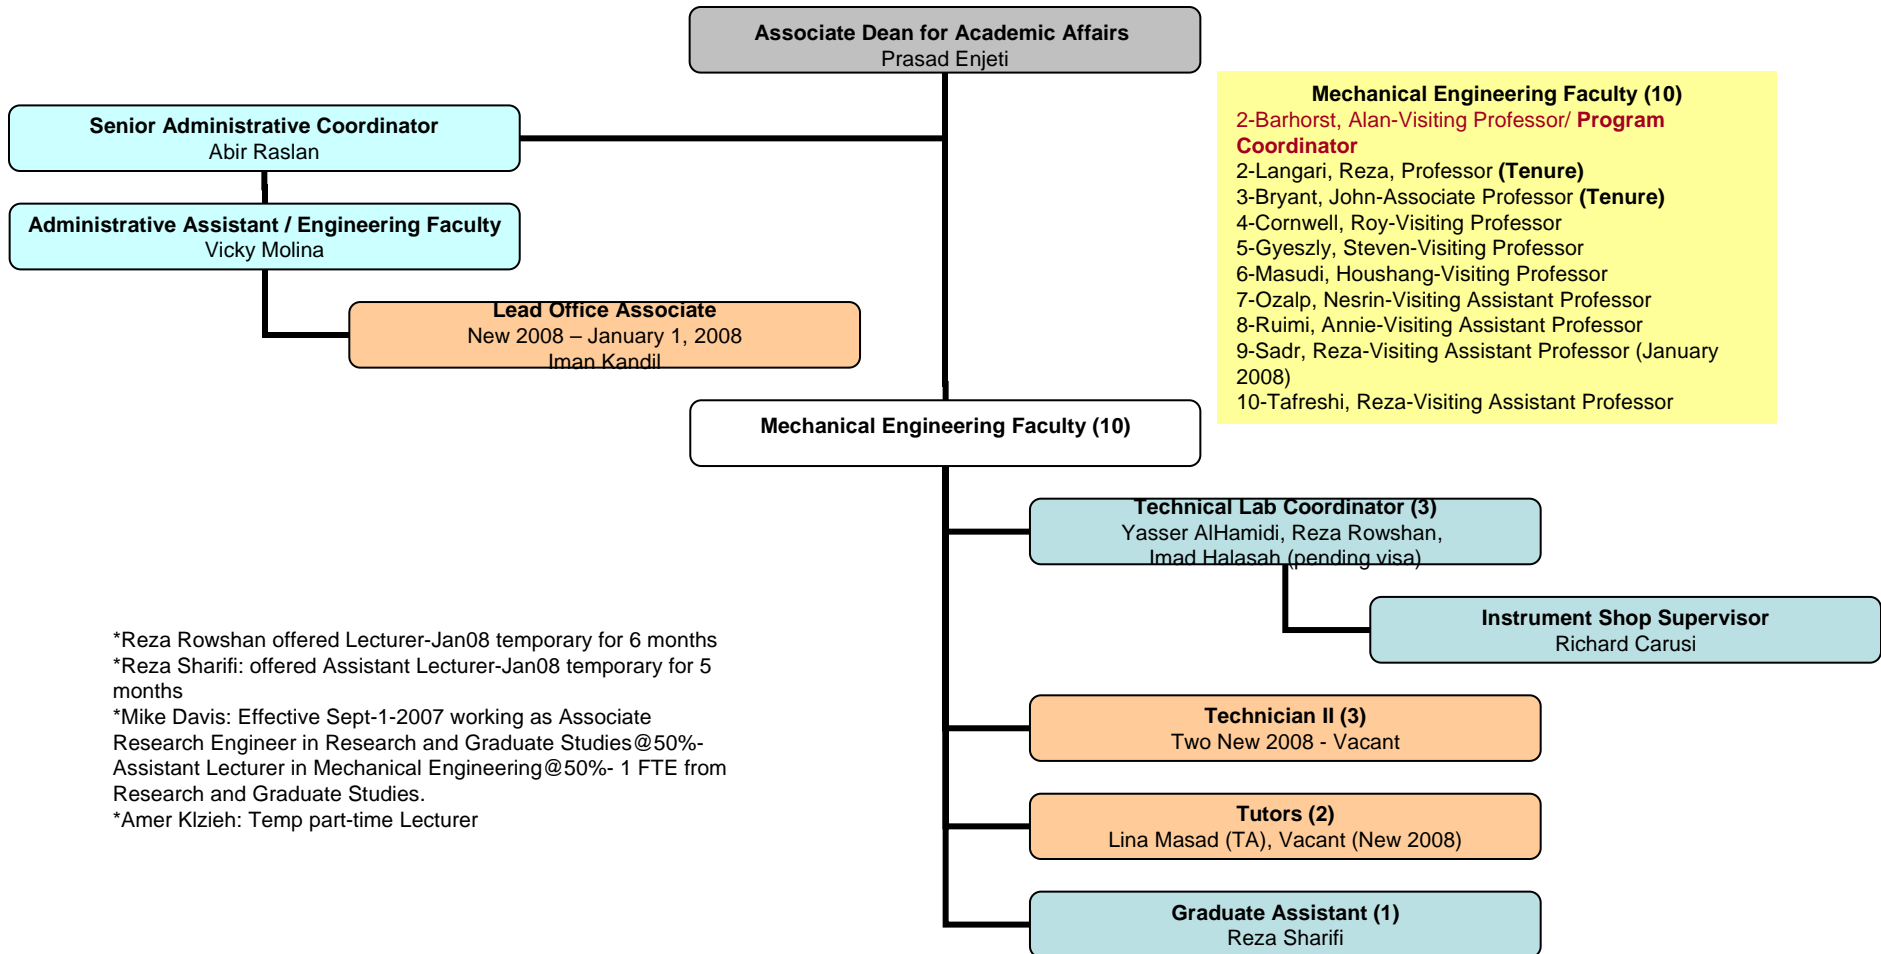 Associate Dean for Academic Affairs
Prasad Enjeti
Senior Administrative Coordinator
Abir Raslan
Administrative Assistant / Engineering Faculty
Vicky Molina
Lead Office Associate
New 2008 – January 1, 2008
Iman Kandil
Mechanical Engineering Faculty (10)
2-Barhorst, Alan-Visiting Professor/ Program
Coordinator
2-Langari, Reza, Professor (Tenure)
3-Bryant, John-Associate Professor (Tenure)
4-Cornwell, Roy-Visiting Professor
5-Gyeszly, Steven-Visiting Professor
6-Masudi, Houshang-Visiting Professor
7-Ozalp, Nesrin-Visiting Assistant Professor
8-Ruimi, Annie-Visiting Assistant Professor
9-Sadr, Reza-Visiting Assistant Professor (January
2008)
10-Tafreshi, Reza-Visiting Assistant Professor
Mechanical Engineering Faculty (10)
Technical Lab Coordinator (3)
Yasser AlHamidi, Reza Rowshan,
Imad Halasah (pending visa)
Instrument Shop Supervisor
Richard Carusi
*Reza Rowshan offered Lecturer-Jan08 temporary for 6 months
*Reza Sharifi: offered Assistant Lecturer-Jan08 temporary for 5
months
*Mike Davis: Effective Sept-1-2007 working as Associate
Research Engineer in Research and Graduate Studies@50%-
Assistant Lecturer in Mechanical Engineering@50%- 1 FTE from
Research and Graduate Studies.
*Amer Klzieh: Temp part-time Lecturer
Technician II (3)
Two New 2008 - Vacant
Tutors (2)
Lina Masad (TA), Vacant (New 2008)
Graduate Assistant (1)
Reza Sharifi